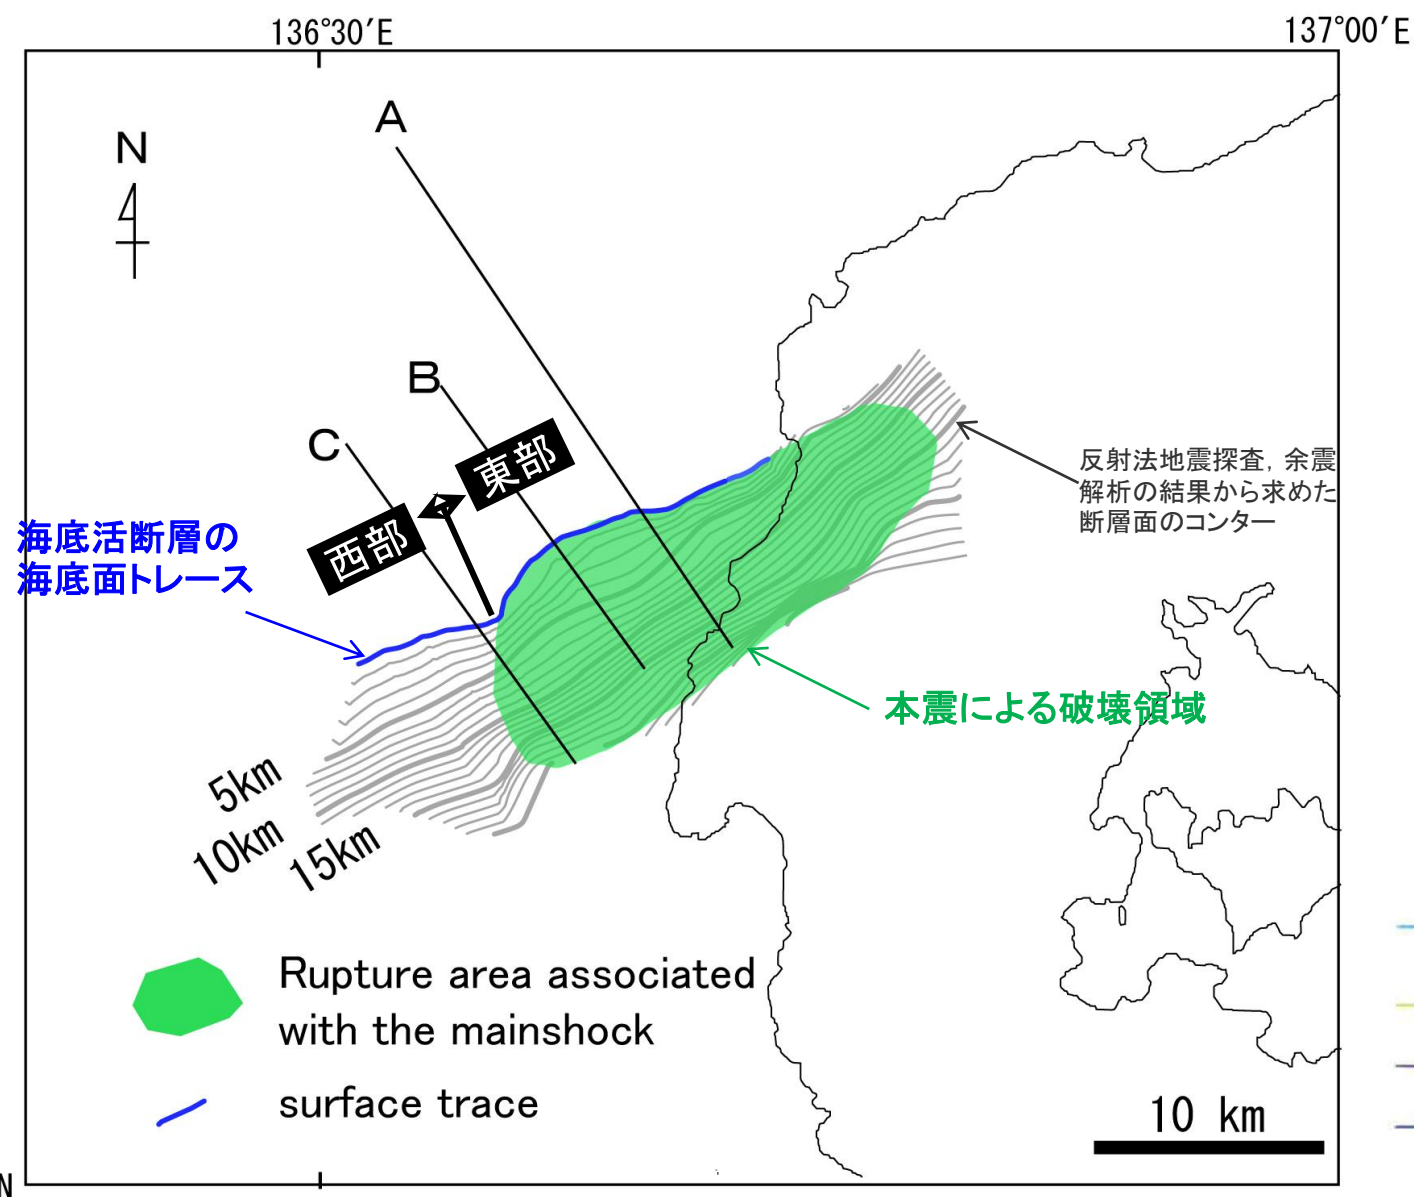 136°30′E
137°00′E
A
N
B
C
東部
西部
海底活断層の
海底面トレース
反射法地震探査，余震
解析の結果から求めた
断層面のコンター
本震による破壊領域
5km
10km
15km
Rupture area associated
with the mainshock
surface trace
10 km
N